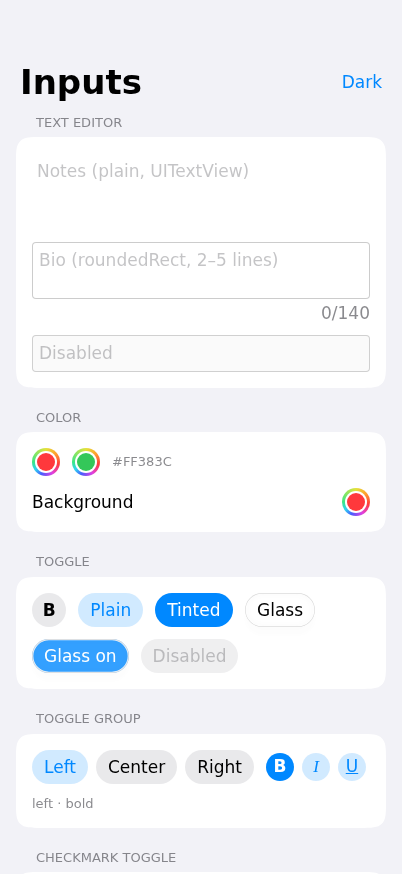 Inputs
Dark
TEXT EDITOR
Notes (plain, UITextView)
Bio (roundedRect, 2–5 lines)
0/140
Disabled
COLOR
#FF383C
Background
TOGGLE
B Plain Tinted Glass
Glass on Disabled
TOGGLE GROUP
Left Center Right B I U
left · bold
CHECKMARK TOGGLE